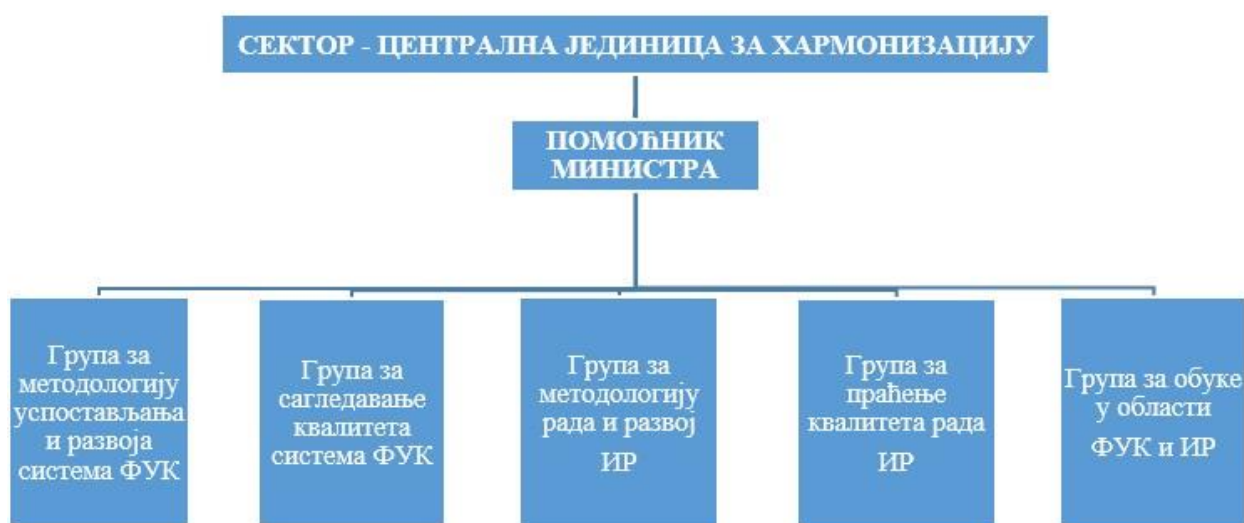 СЕКТОР - ЦЕНТРАЛНА ЈЕДИНИЦА ЗА ХАРМОНИЗАЦИЈУ
ПОМОЋНИК
МИНИСТРА
Група за
методологију
успостављања
и развоја
система ФУК
Група за
сагледавање
квалитета
система ФУК
Група за
методологију
рада и развој
ИР
Група за
праћење
квалитета рада
ИР
Група за обуке
у области
ФУК и ИР